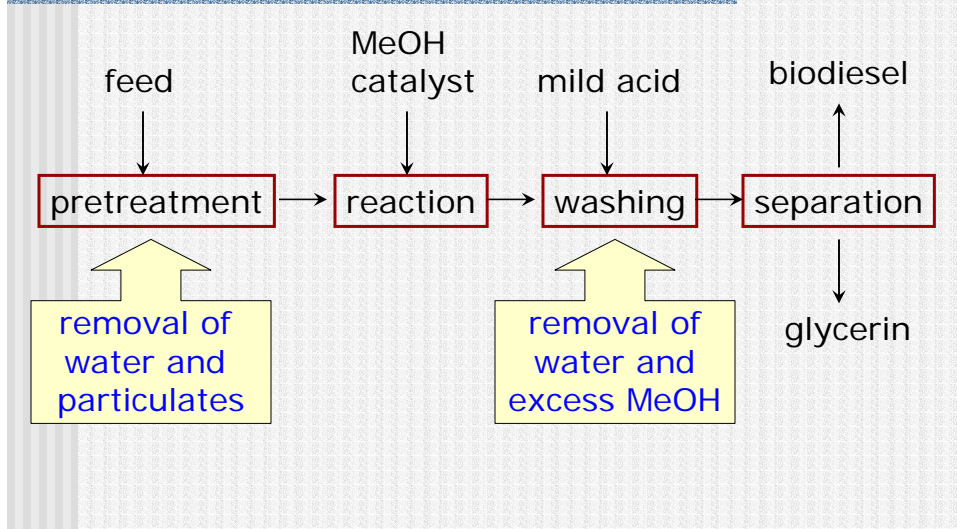 feed
MeOH
catalyst
mild acid
biodiesel
pretreatment
reaction
washing
separation
removal of
water and
particulates
removal of
water and
excess MeOH
glycerin